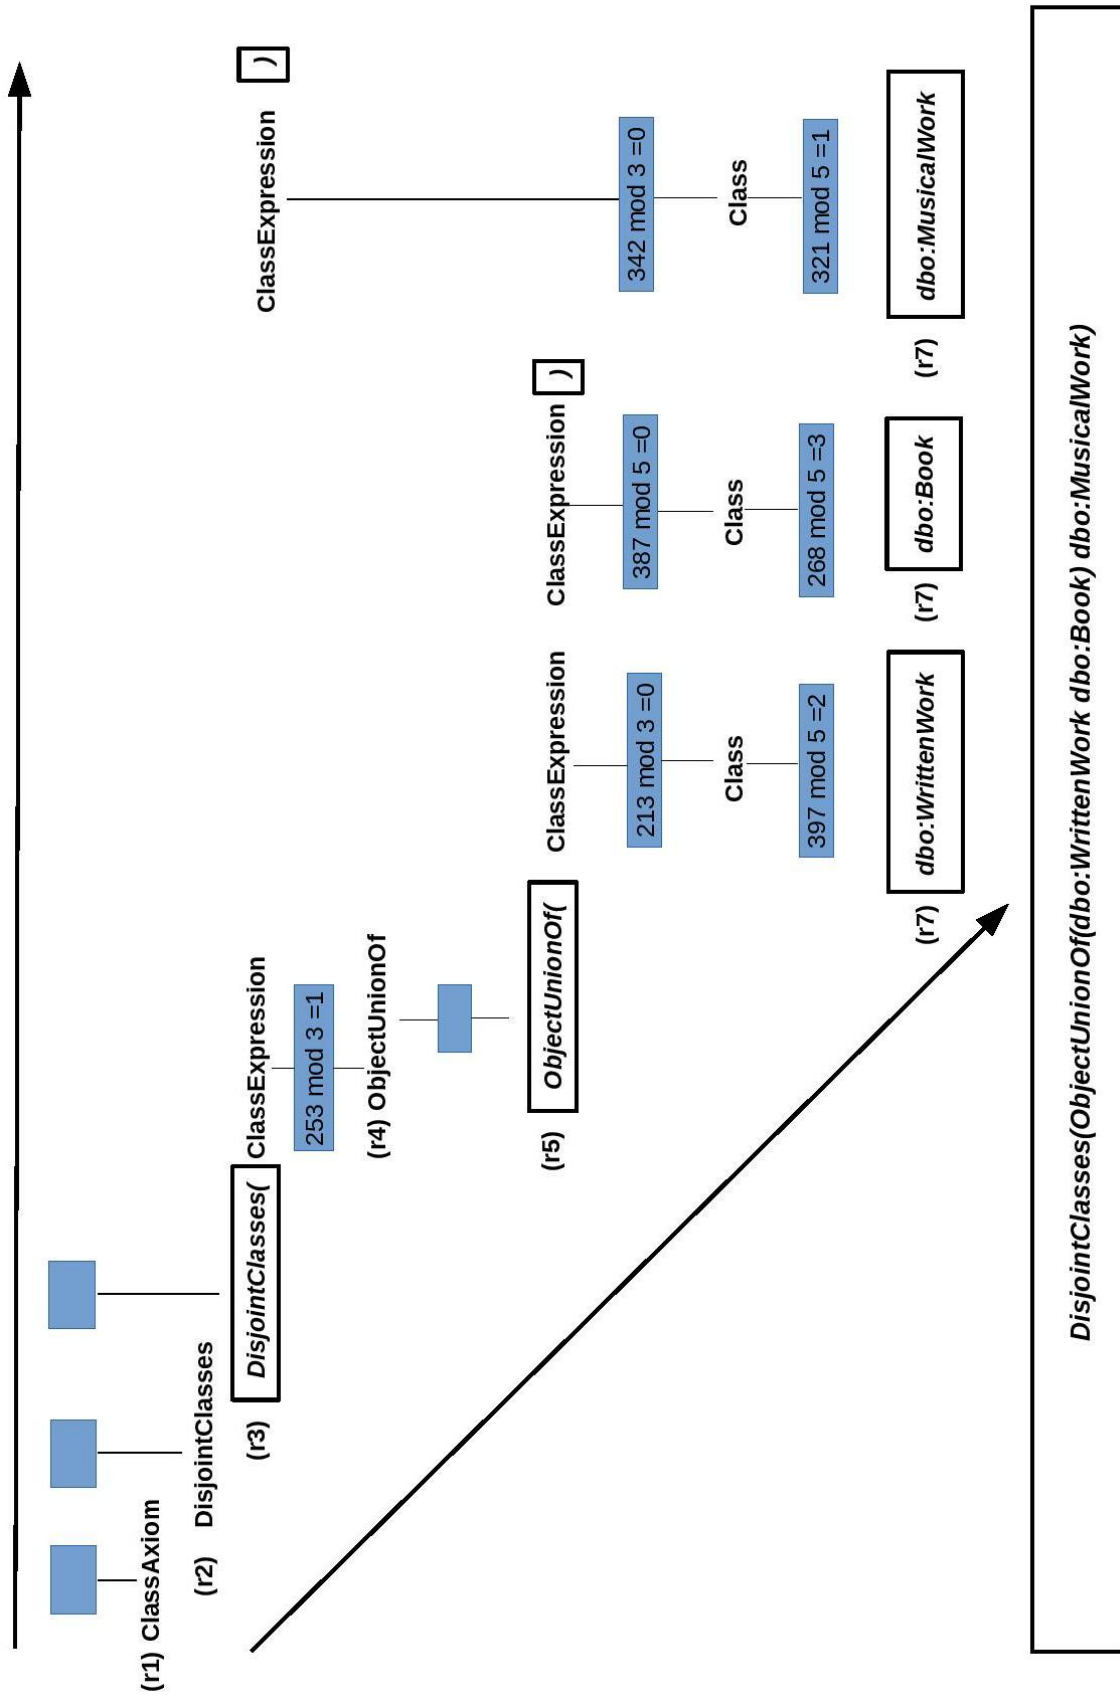 (r1) ClassAxiom
(r2) DisjointClasses
(r3) DisjointClasses( ClassExpression ClassExpression )
253 mod 3 =1
(r4) ObjectUnionOf
(r5) ObjectUnionOf( ClassExpression ClassExpression )
213 mod 3 =0
387 mod 5 =0
342 mod 3 =0
Class
Class
Class
397 mod 5 =2
268 mod 5 =3
321 mod 5 =1
(r7) dbo:WrittenWork
(r7) dbo:Book
(r7) dbo:MusicalWork
DisjointClasses(ObjectUnionOf(dbo:WrittenWork dbo:Book) dbo:MusicalWork)